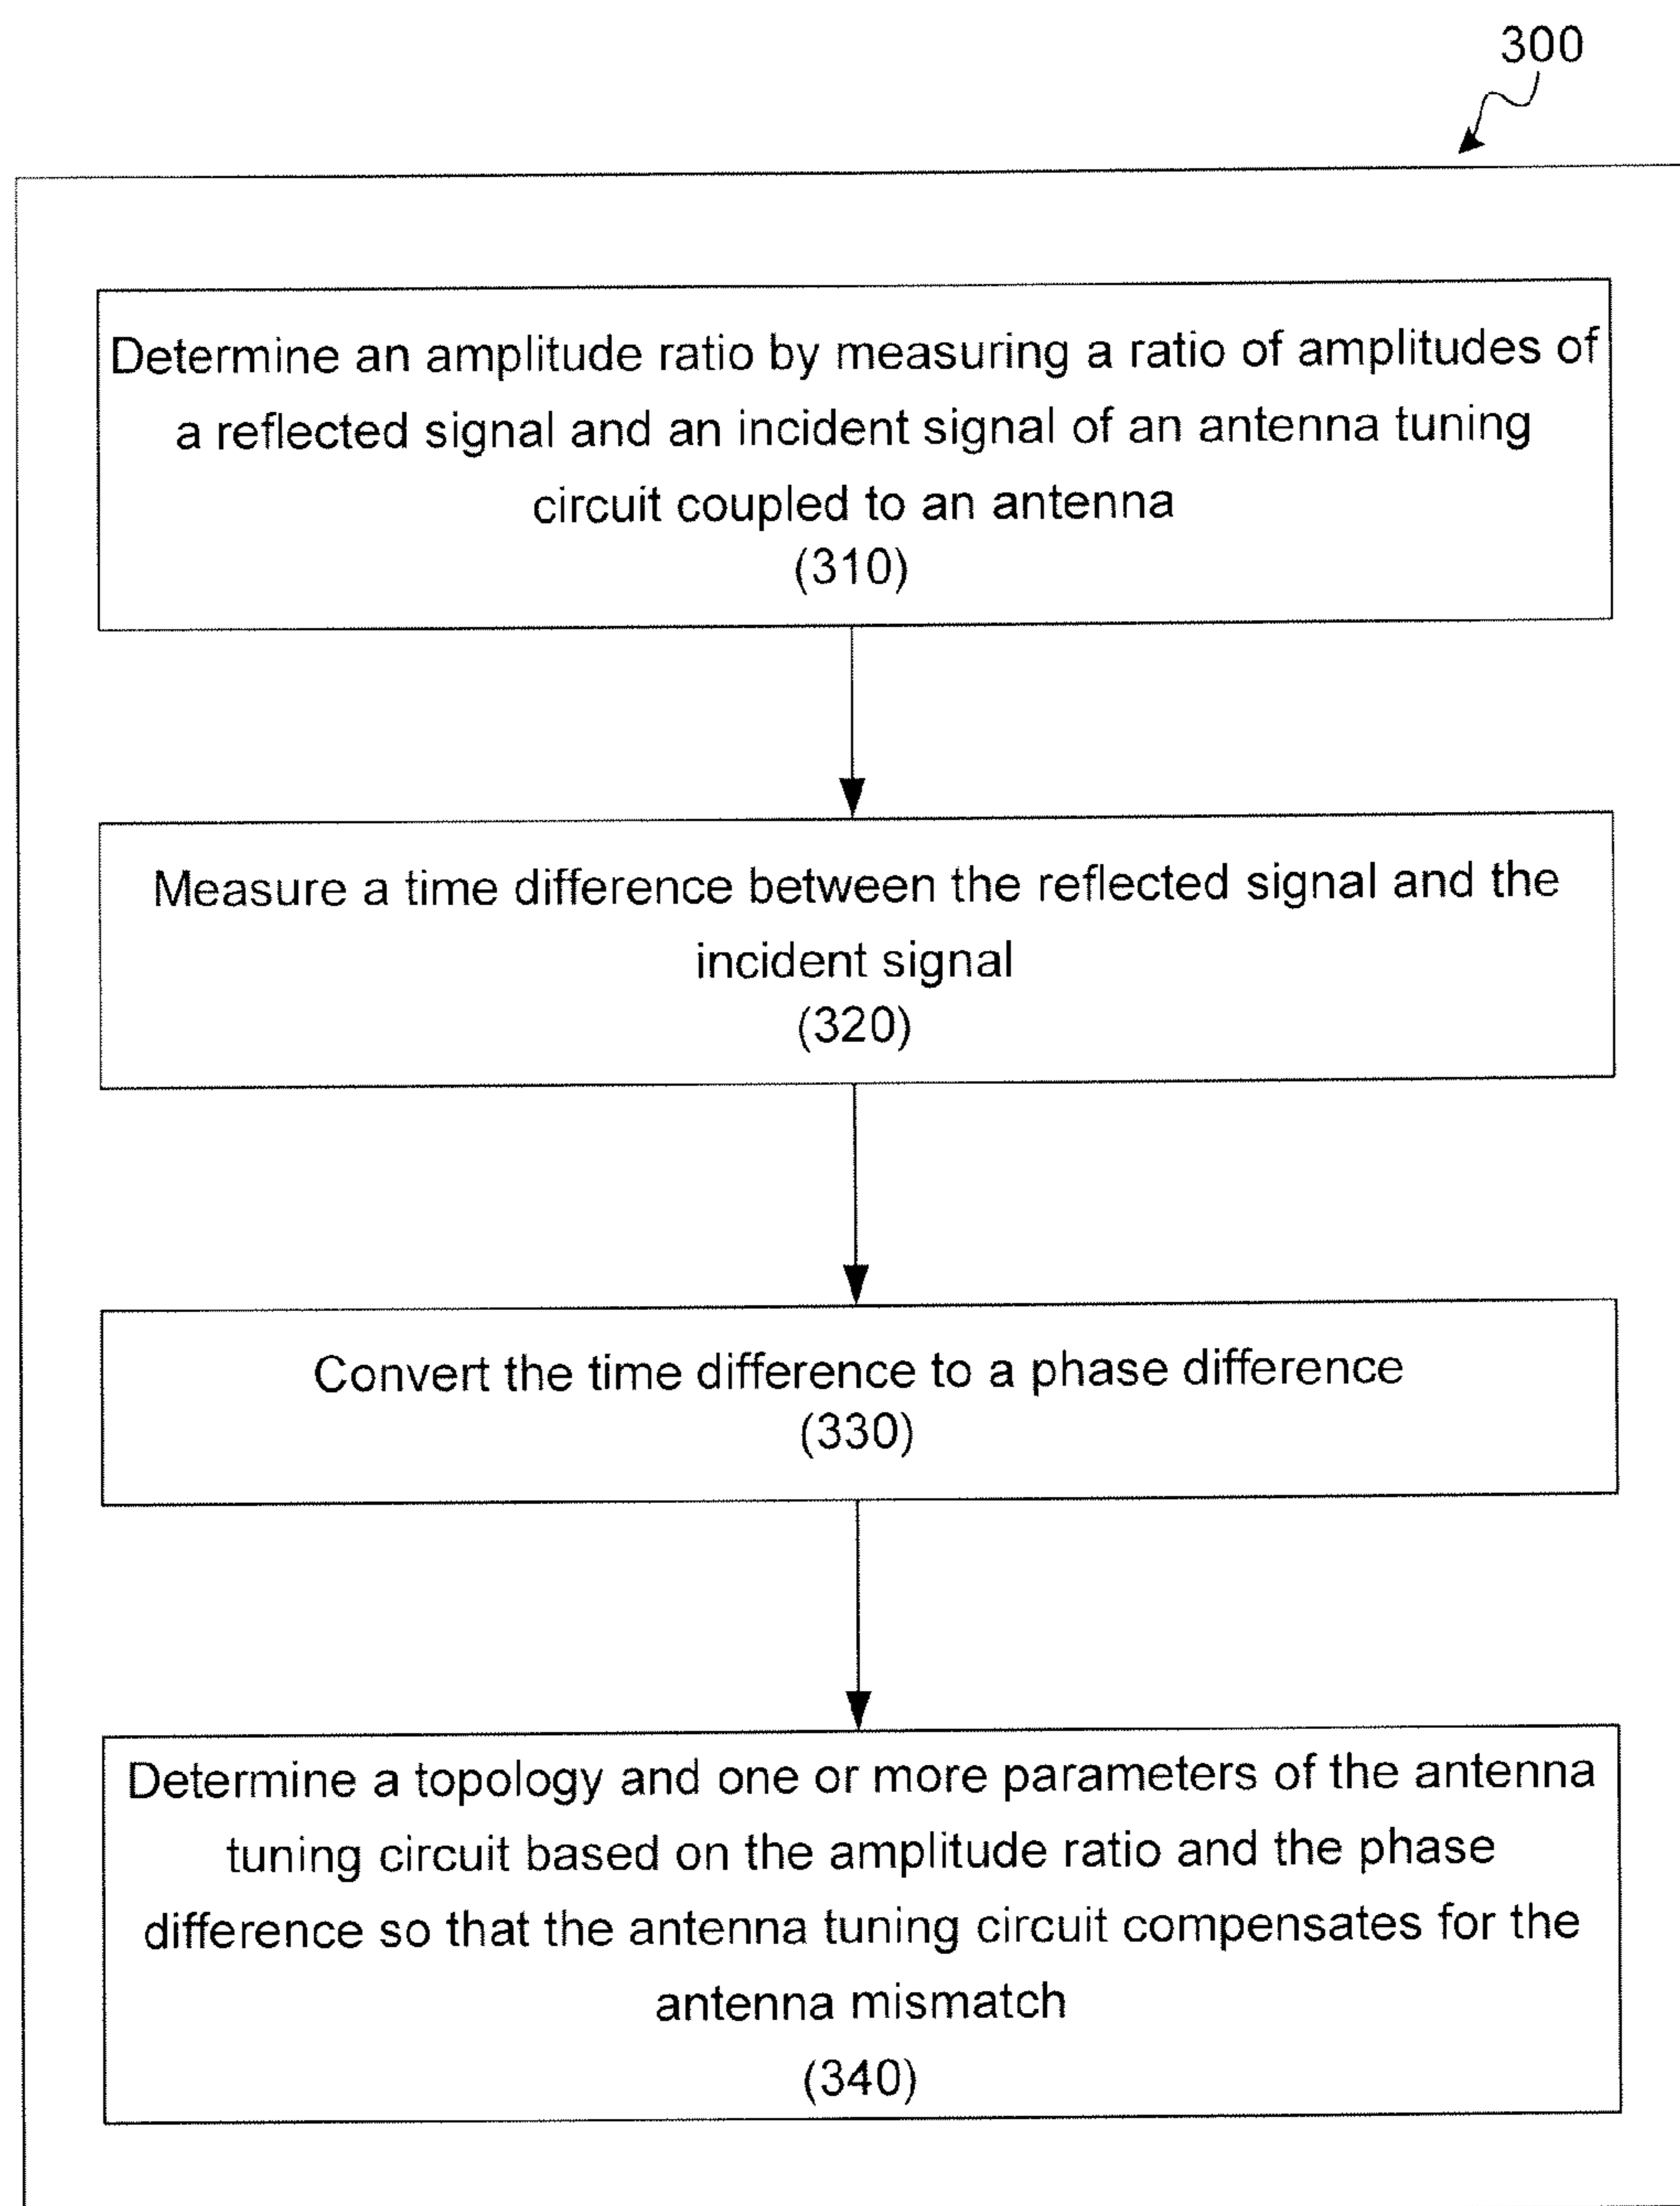 300
Determine an amplitude ratio by measuring a ratio of amplitudes of
a reflected signal and an incident signal of an antenna tuning
circuit coupled to an antenna
(310)
Measure a time difference between the reflected signal and the
incident signal
(320)
Convert the time difference to a phase difference
(330)
Determine a topology and one or more parameters of the antenna
tuning circuit based on the amplitude ratio and the phase
difference so that the antenna tuning circuit compensates for the
antenna mismatch
(340)